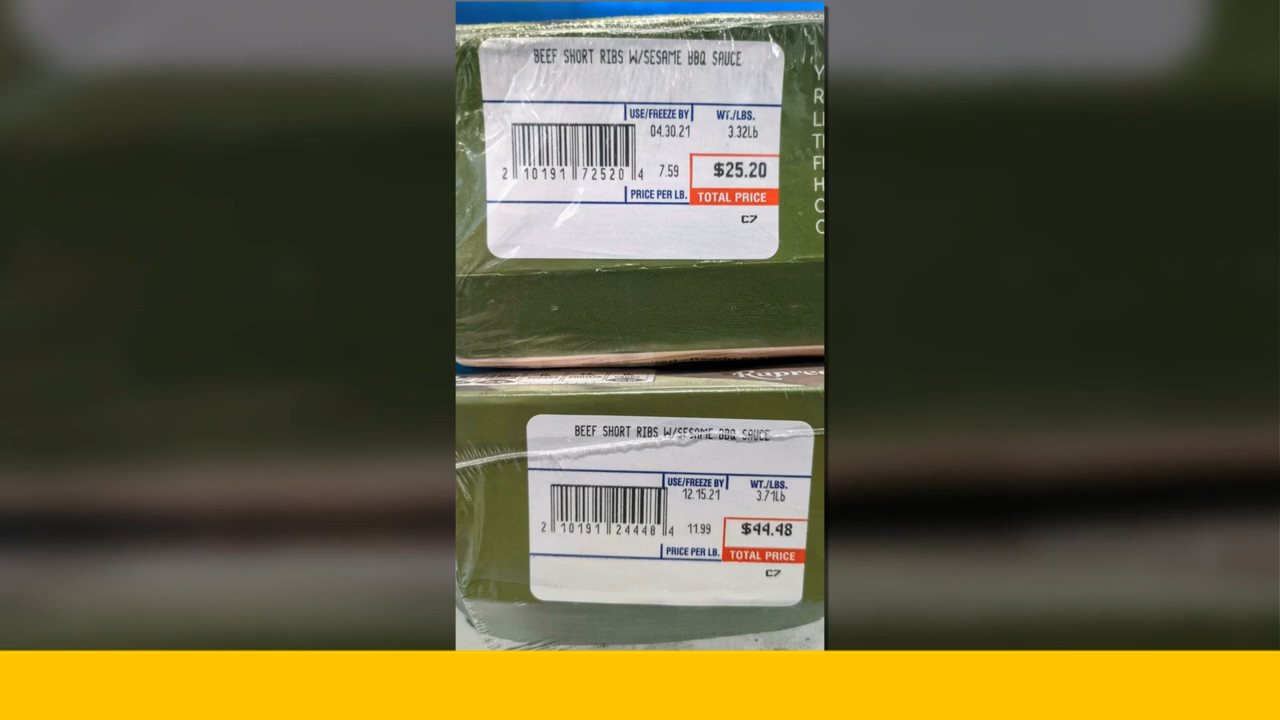 BEEF SHORT RIBS W/SESAME BBQ SAUCE
USE/FREEZE BY WT./LBS.
04.30.21 3.32lb
2 10191 72520 4 7.59 $25.20
PRICE PER LB. TOTAL PRICE
C7
BEEF SHORT RIBS W/SESAME BBQ SAUCE
USE/FREEZE BY WT./LBS.
12.15.21 3.71lb
2 10191 24448 4 11.99 $44.48
PRICE PER LB. TOTAL PRICE
C7